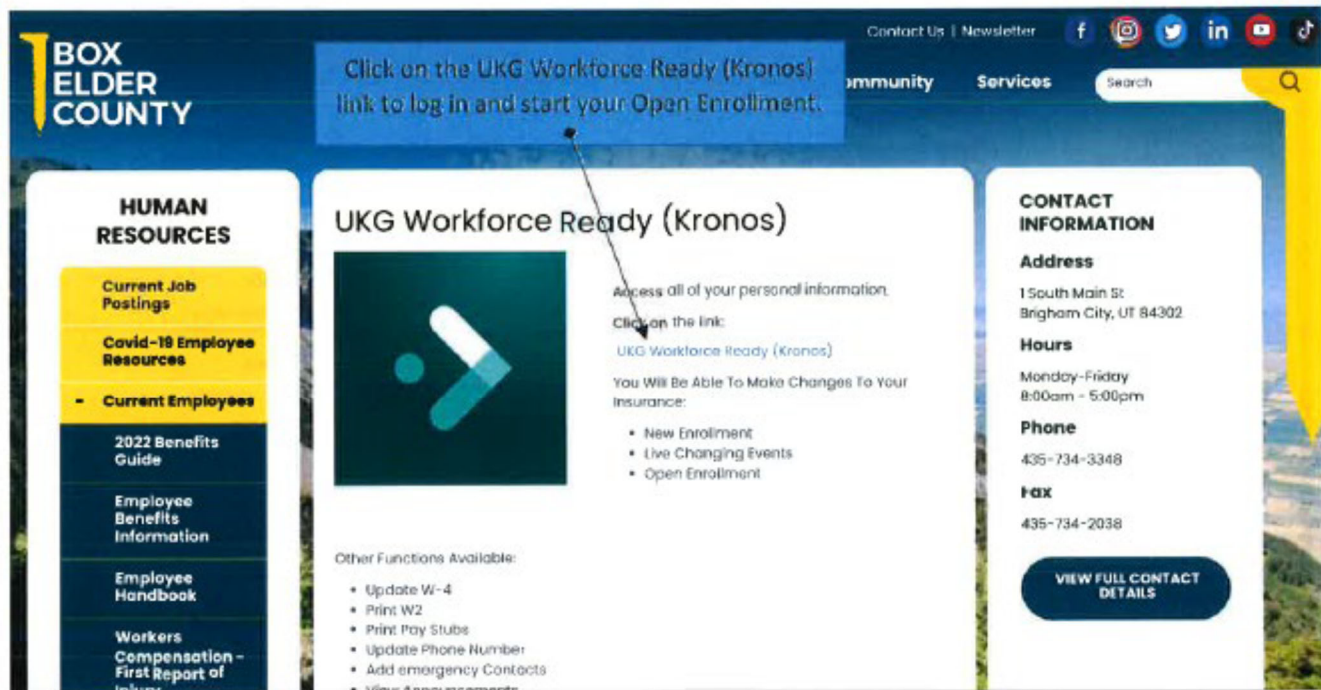 BOX
ELDER
COUNTY
Contact Us | Newsletter
Click on the UKG Workforce Ready (Kronos)
link to log in and start your Open Enrollment.
ommunity
Services
Search
HUMAN
RESOURCES
Current Job
Postings
Covid-19 Employee
Resources
- Current Employees
2022 Benefits
Guide
Employee
Benefits
Information
Employee
Handbook
Workers
Compensation -
First Report of
Injury
UKG Workforce Ready (Kronos)
Access all of your personal information.
Click on the link:
UKG Workforce Ready (Kronos)
You Will Be Able To Make Changes To Your
Insurance:
• New Enrollment
• Live Changing Events
• Open Enrollment
Other Functions Available:
• Update W-4
• Print W2
• Print Pay Stubs
• Update Phone Number
• Add emergency Contacts
• View Announcements
CONTACT
INFORMATION
Address
1 South Main St
Brigham City, UT 84302
Hours
Monday-Friday
8:00am - 5:00pm
Phone
435-734-3348
Fax
435-734-2038
VIEW FULL CONTACT
DETAILS